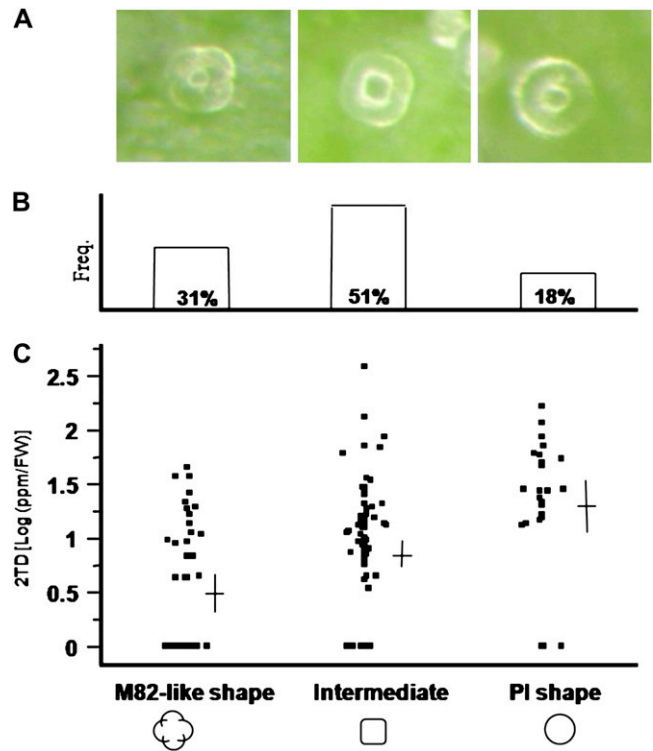 A
B
Freq.
31%
51%
18%
C
2TD [Log (ppm/FW)]
2.5
2
1.5
1
0.5
0
M82-like shape
Intermediate
PI shape